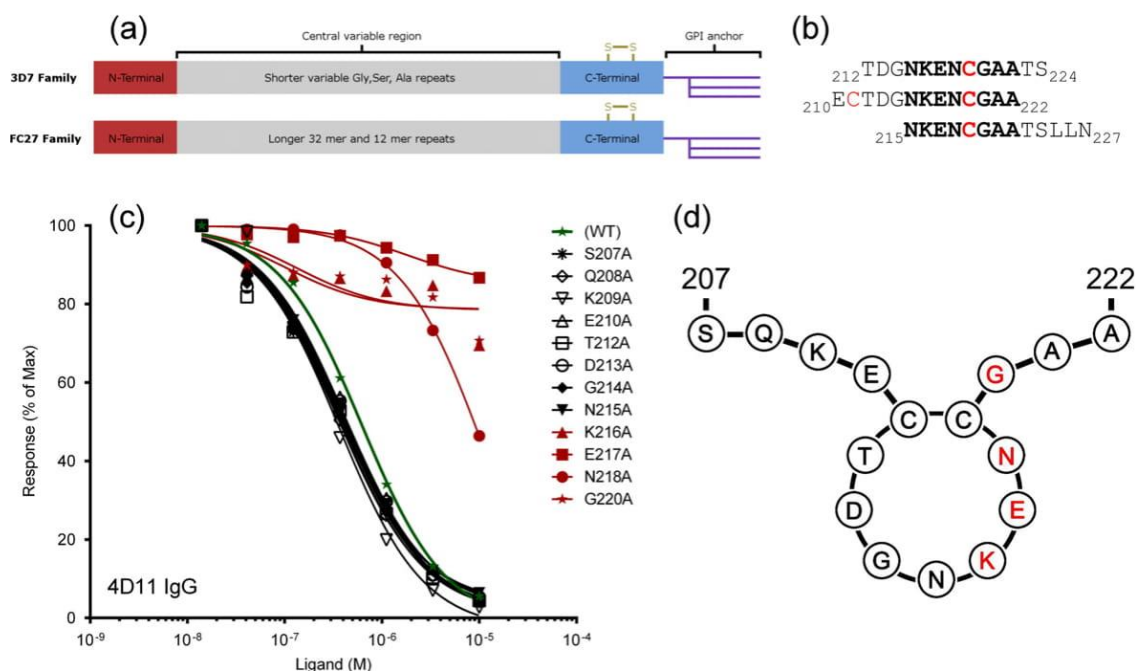 (a)
Central variable region
GPI anchor
S S
3D7 Family
N-Terminal
Shorter variable Gly,Ser, Ala repeats
C-Terminal
S S
FC27 Family
N-Terminal
Longer 32 mer and 12 mer repeats
C-Terminal
(b)
212TDGNKENCGAATS224
210ECTDGNKENCGAA222
215NKENCGAATSLLN227
(c)
Response (% of Max)
100
80
60
40
20
0
10-9
10-8
10-7
10-6
10-5
10-4
Ligand (M)
4D11 IgG
(WT)
S207A
Q208A
K209A
E210A
T212A
D213A
G214A
N215A
K216A
E217A
N218A
G220A
(d)
207
222
S Q K E C T D G N K E N C G A A